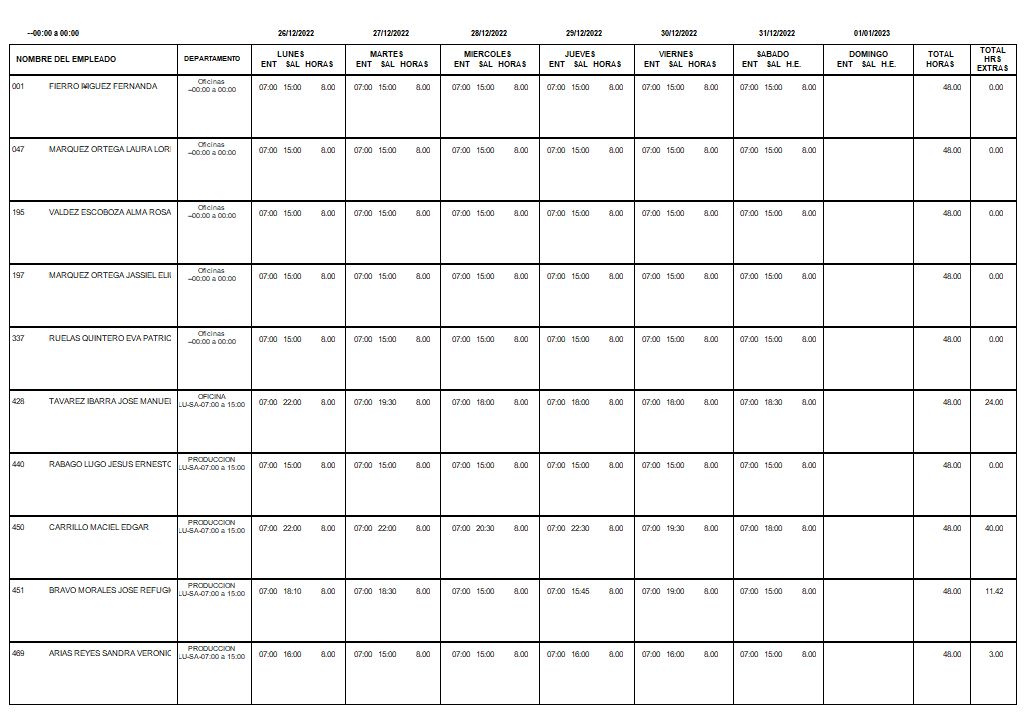 --00:00 a 00:00 26/12/2022 27/12/2022 28/12/2022 29/12/2022 30/12/2022 31/12/2022 01/01/2023
NOMBRE DEL EMPLEADO DEPARTAMENTO LUNES MARTES MIERCOLES JUEVES VIERNES SABADO DOMINGO TOTAL HORAS TOTAL HRS EXTRAS
ENT SAL HORAS ENT SAL HORAS ENT SAL HORAS ENT SAL HORAS ENT SAL HORAS ENT SAL H.E. ENT SAL H.E.
001 FIERRO IÑIGUEZ FERNANDA Oficinas 07:00 15:00 8.00 07:00 15:00 8.00 07:00 15:00 8.00 07:00 15:00 8.00 07:00 15:00 8.00 07:00 15:00 8.00 48.00 0.00
--00:00 a 00:00
047 MARQUEZ ORTEGA LAURA LOR Oficinas 07:00 15:00 8.00 07:00 15:00 8.00 07:00 15:00 8.00 07:00 15:00 8.00 07:00 15:00 8.00 07:00 15:00 8.00 48.00 0.00
--00:00 a 00:00
195 VALDEZ ESCOBOZA ALMA ROSA Oficinas 07:00 15:00 8.00 07:00 15:00 8.00 07:00 15:00 8.00 07:00 15:00 8.00 07:00 15:00 8.00 07:00 15:00 8.00 48.00 0.00
--00:00 a 00:00
197 MARQUEZ ORTEGA JASSIEL ELI Oficinas 07:00 15:00 8.00 07:00 15:00 8.00 07:00 15:00 8.00 07:00 15:00 8.00 07:00 15:00 8.00 07:00 15:00 8.00 48.00 0.00
--00:00 a 00:00
337 RUELAS QUINTERO EVA PATRIC Oficinas 07:00 15:00 8.00 07:00 15:00 8.00 07:00 15:00 8.00 07:00 15:00 8.00 07:00 15:00 8.00 07:00 15:00 8.00 48.00 0.00
--00:00 a 00:00
428 TAVAREZ IBARRA JOSE MANUEL OFICINA 07:00 22:00 8.00 07:00 19:30 8.00 07:00 18:00 8.00 07:00 18:00 8.00 07:00 18:00 8.00 07:00 18:30 8.00 48.00 24.00
LU-SA-07:00 a 15:00
440 RABAGO LUGO JESUS ERNESTO PRODUCCION 07:00 15:00 8.00 07:00 15:00 8.00 07:00 15:00 8.00 07:00 15:00 8.00 07:00 15:00 8.00 07:00 15:00 8.00 48.00 0.00
LU-SA-07:00 a 15:00
450 CARRILLO MACIEL EDGAR PRODUCCION 07:00 22:00 8.00 07:00 22:00 8.00 07:00 20:30 8.00 07:00 22:30 8.00 07:00 19:30 8.00 07:00 18:00 8.00 48.00 40.00
LU-SA-07:00 a 15:00
451 BRAVO MORALES JOSE REFUGI PRODUCCION 07:00 18:10 8.00 07:00 18:30 8.00 07:00 15:00 8.00 07:00 15:45 8.00 07:00 19:00 8.00 07:00 15:00 8.00 48.00 11.42
LU-SA-07:00 a 15:00
469 ARIAS REYES SANDRA VERONIC PRODUCCION 07:00 16:00 8.00 07:00 15:00 8.00 07:00 15:00 8.00 07:00 16:00 8.00 07:00 16:00 8.00 07:00 15:00 8.00 48.00 3.00
LU-SA-07:00 a 15:00